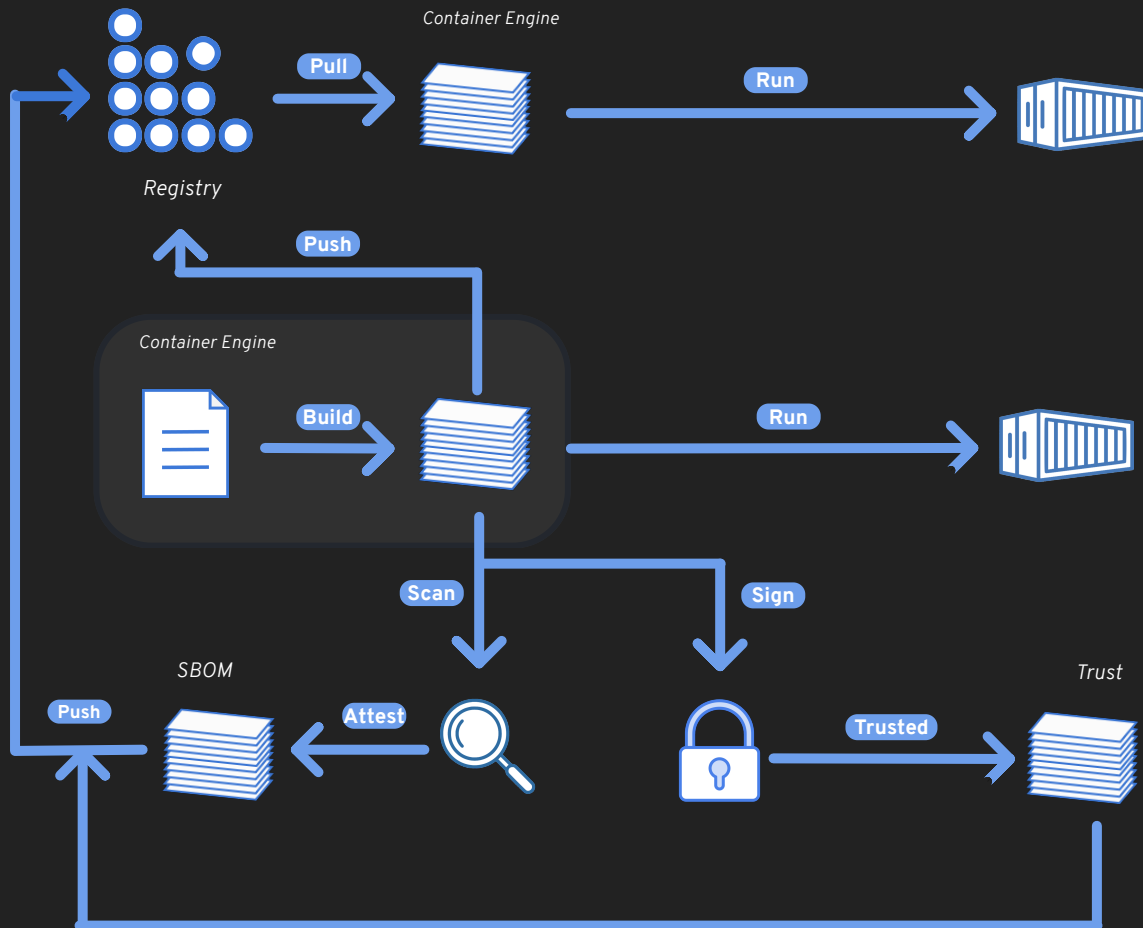 Container Engine
Pull
Run
Registry
Push
Container Engine
Build
Run
Scan
Sign
SBOM
Trust
Push
Attest
Trusted